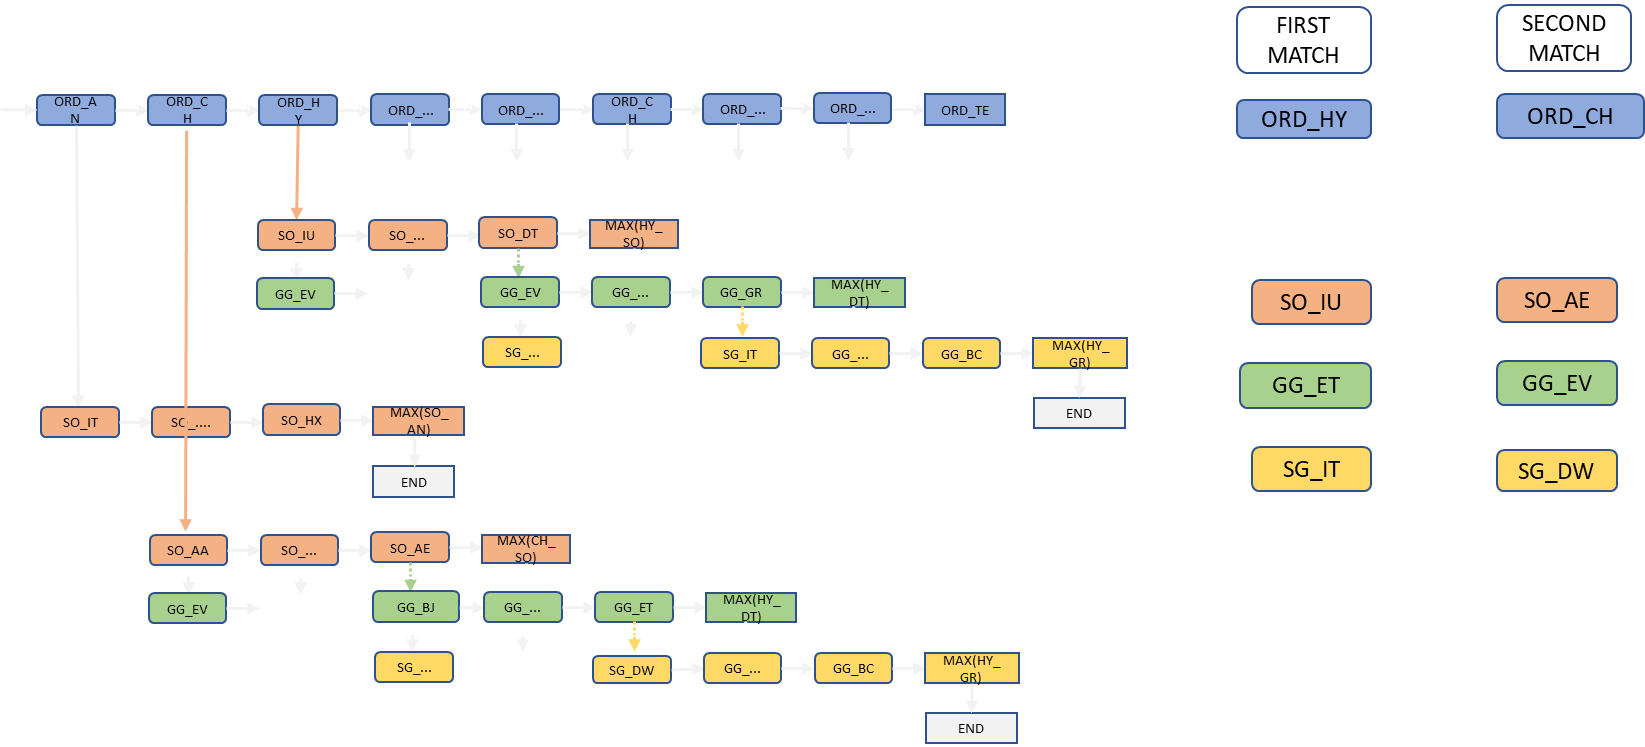 FIRST
MATCH
SECOND
MATCH
ORD_A
N
ORD_C
H
ORD_H
Y
ORD_...
ORD_...
ORD_C
H
ORD_...
ORD_...
ORD_TE
ORD_HY
ORD_CH
SO_IU
SO_...
SO_DT
MAX(HY_
SO)
GG_EV
GG_EV
GG_...
GG_GR
MAX(HY_
DT)
SO_IU
SO_AE
SG_...
SG_IT
GG_...
GG_BC
MAX(HY_
GR)
GG_ET
GG_EV
END
SO_IT
SO_....
SO_HX
MAX(SO_
AN)
END
SG_IT
SG_DW
SO_AA
SO_...
SO_AE
MAX(CH_
SO)
GG_EV
GG_BJ
GG_...
GG_ET
MAX(HY_
DT)
SG_...
SG_DW
GG_...
GG_BC
MAX(HY_
GR)
END